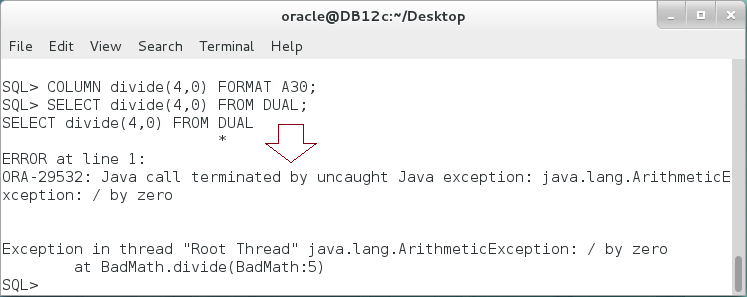 oracle@DB12c:~/Desktop
File Edit View Search Terminal Help
SQL> COLUMN divide(4,0) FORMAT A30;
SQL> SELECT divide(4,0) FROM DUAL;
SELECT divide(4,0) FROM DUAL
*
ERROR at line 1:
ORA-29532: Java call terminated by uncaught Java exception: java.lang.ArithmeticE
xception: / by zero
Exception in thread "Root Thread" java.lang.ArithmeticException: / by zero
at BadMath.divide(BadMath:5)
SQL>